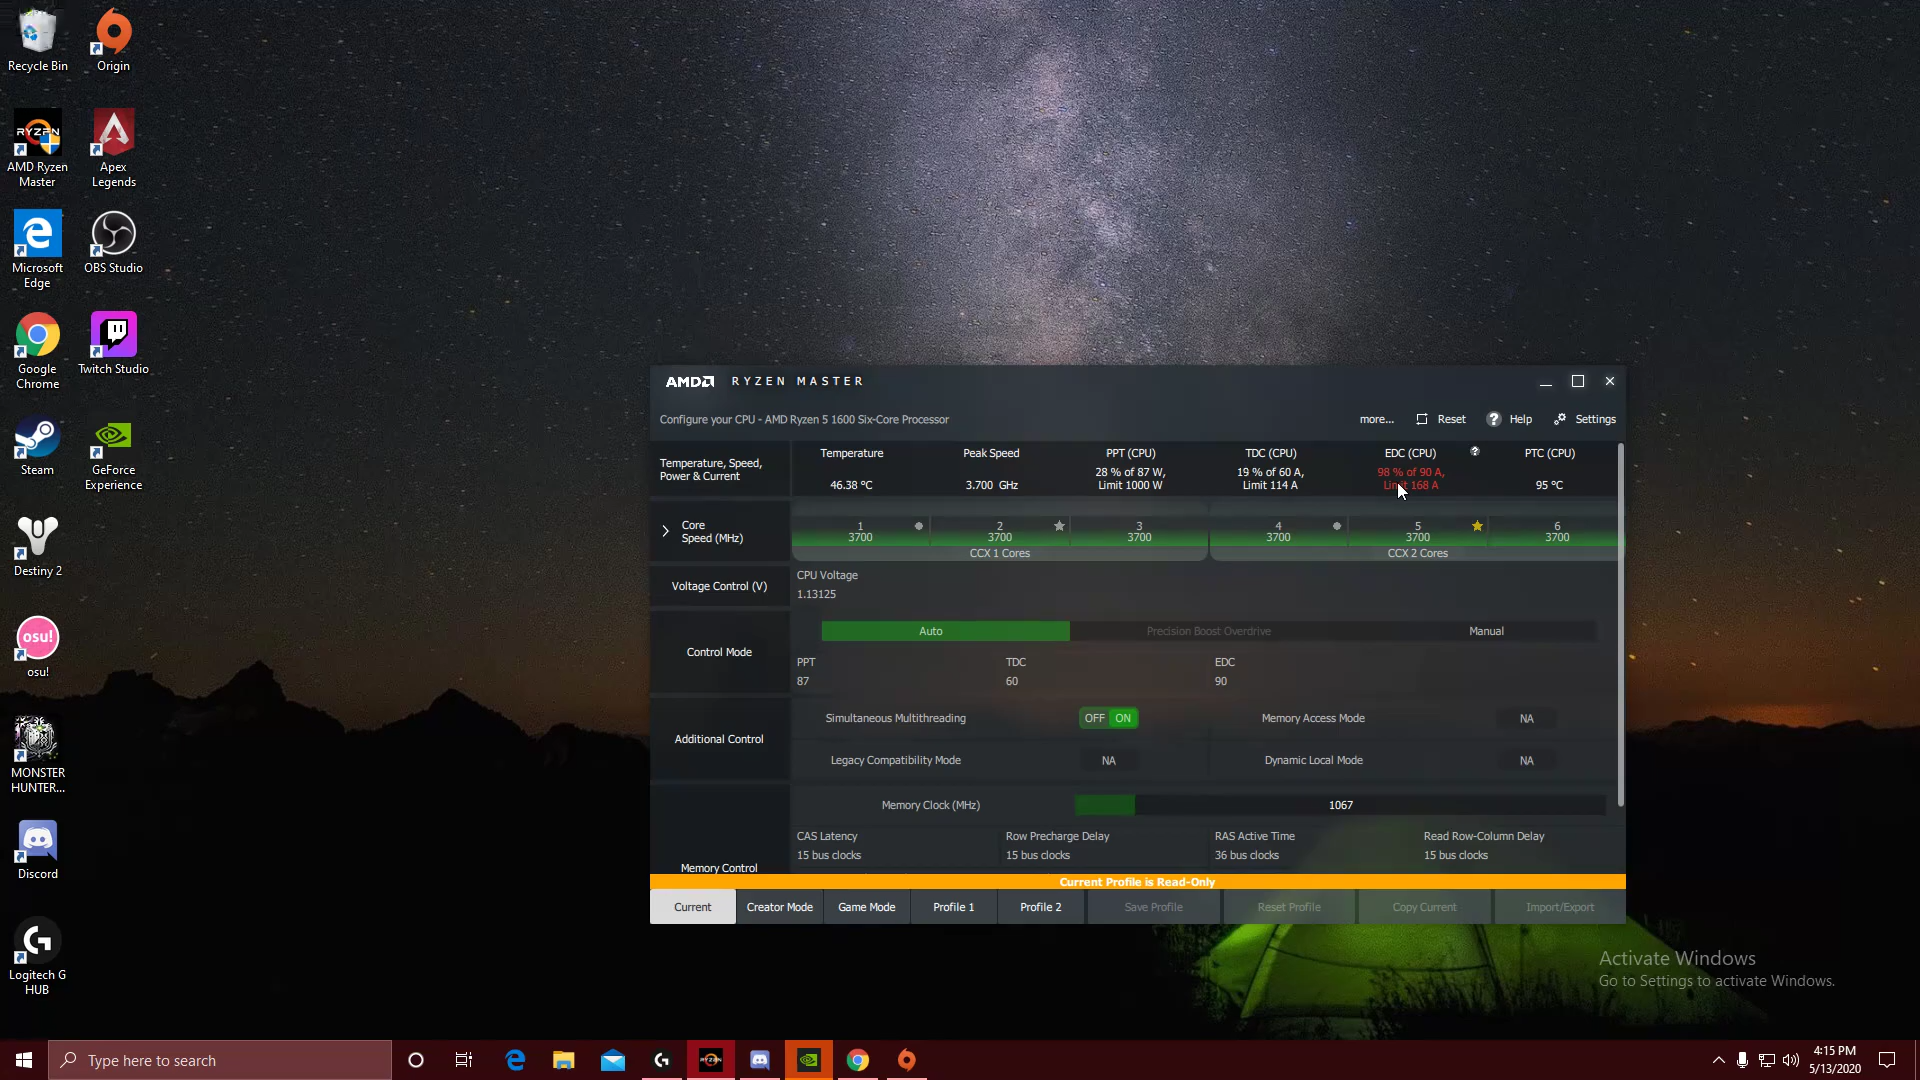 Recycle Bin
Origin
RYZEN
AMD Ryzen
Master
Apex
Legends
Microsoft
Edge
OBS Studio
Google
Chrome
Twitch Studio
Steam
GeForce
Experience
Destiny 2
osu!
osu!
MONSTER
HUNTER...
Discord
Logitech G
HUB
AMD RYZEN MASTER
Configure your CPU - AMD Ryzen 5 1600 Six-Core Processor
more... Reset Help Settings
Temperature, Speed,
Power & Current
Temperature
46.38 °C
Peak Speed
3.700 GHz
PPT (CPU)
28 % of 87 W,
Limit 1000 W
TDC (CPU)
19 % of 60 A,
Limit 114 A
EDC (CPU)
98 % of 90 A,
Limit 168 A
PTC (CPU)
95 °C
Core
Speed (MHz)
1 2 3 4 5 6
3700 3700 3700 3700 3700 3700
CCX 1 Cores CCX 2 Cores
Voltage Control (V)
CPU Voltage
1.13125
Control Mode
Auto Precision Boost Overdrive Manual
PPT TDC EDC
87 60 90
Additional Control
Simultaneous Multithreading OFF ON Memory Access Mode NA
Legacy Compatibility Mode NA Dynamic Local Mode NA
Memory Control
Memory Clock (MHz) 1067
CAS Latency Row Precharge Delay RAS Active Time Read Row-Column Delay
15 bus clocks 15 bus clocks 36 bus clocks 15 bus clocks
Current Profile is Read-Only
Current Creator Mode Game Mode Profile 1 Profile 2 Save Profile Reset Profile Copy Current Import/Export
Activate Windows
Go to Settings to activate Windows.
Type here to search
RYZEN
4:15 PM
5/13/2020